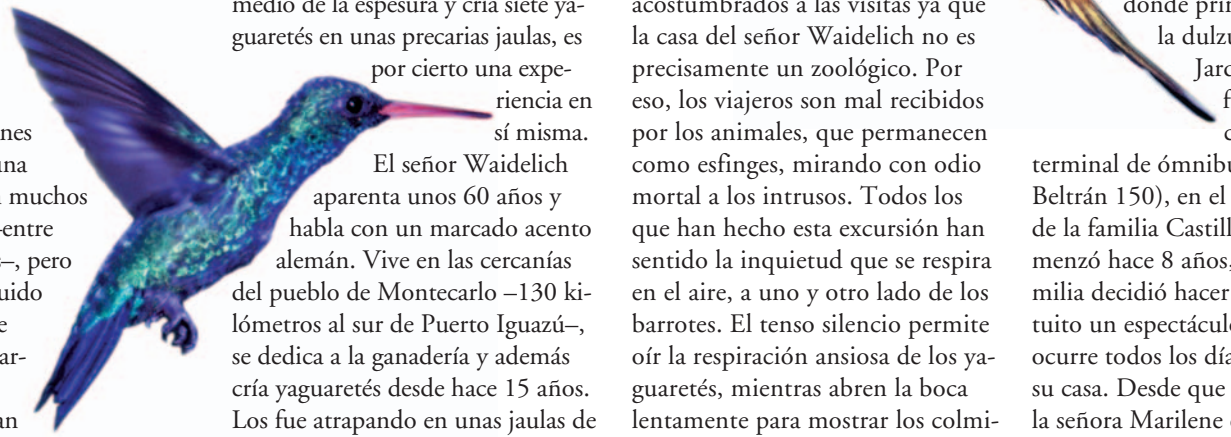 nes
una
muchos
entre
–, pero
uido
e
ar-
an
medio de la espesura y cría siete ya-
guaretés en unas precarias jaulas, es
por cierto una expe-
riencia en
sí misma.
El señor Waidelich
aparenta unos 60 años y
habla con un marcado acento
alemán. Vive en las cercanías
del pueblo de Montecarlo –130 ki-
lómetros al sur de Puerto Iguazú–,
se dedica a la ganadería y además
cría yaguaretés desde hace 15 años.
Los fue atrapando en unas jaulas de
acostumbrados a las visitas ya que
la casa del señor Waidelich no es
precisamente un zoológico. Por
eso, los viajeros son mal recibidos
por los animales, que permanecen
como esfinges, mirando con odio
mortal a los intrusos. Todos los
que han hecho esta excursión han
sentido la inquietud que se respira
en el aire, a uno y otro lado de los
barrotes. El tenso silencio permite
oír la respiración ansiosa de los ya-
guaretés, mientras abren la boca
lentamente para mostrar los colmi-
donde prin
la dulzu
Jard
f
terminal de ómnibu
Beltrán 150), en el
de la familia Castill
menzó hace 8 años,
milia decidió hacer
tuito un espectácul
ocurre todos los día
su casa. Desde que
la señora Marilene